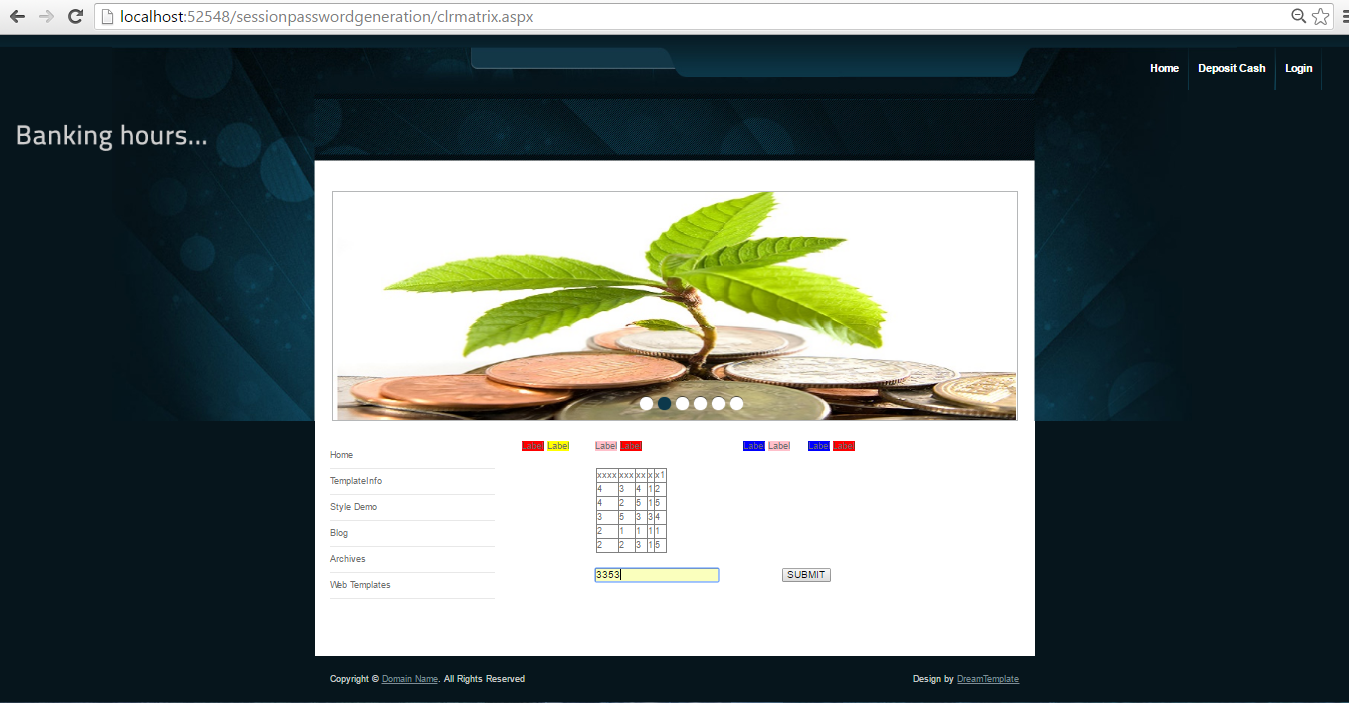 localhost:52548/sessionpasswordgeneration/clrmatrix.aspx
Home Deposit Cash Login
Banking hours...
Label Label Label Label Label Label Label Label
Home
TemplateInfo
Style Demo
Blog
Archives
Web Templates
xxxx xxx xx x x1
4 3 4 1 2
4 2 5 1 5
3 5 3 3 4
2 1 1 1 1
2 2 3 1 5
3353 SUBMIT
Copyright © Domain Name. All Rights Reserved Design by DreamTemplate